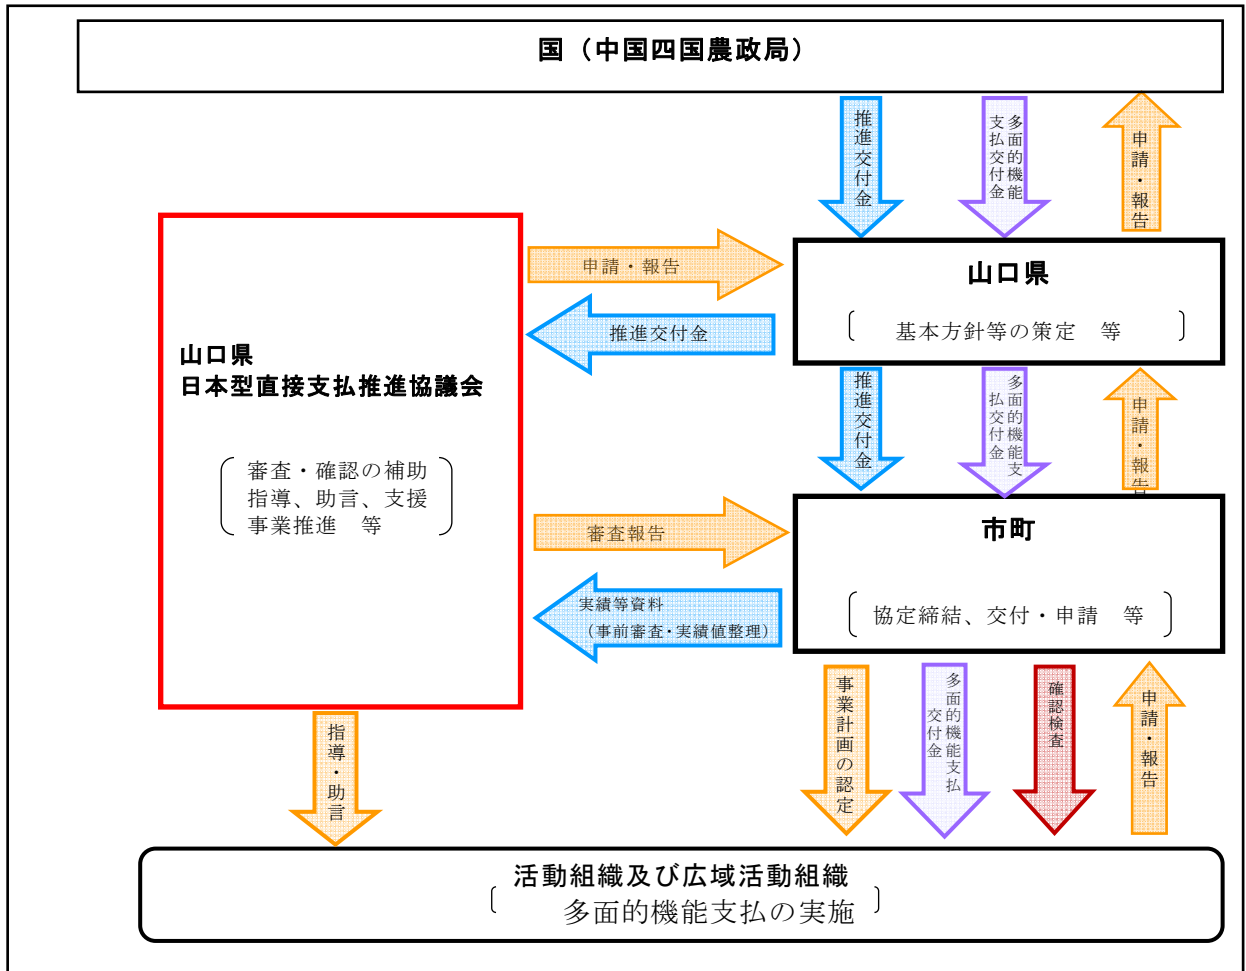 国（中国四国農政局）
推進交付金
多面的機能
支払交付金
申請・報告
申請・報告
推進交付金
山口県
基本方針等の策定　等
山口県
日本型直接支払推進協議会
審査・確認の補助
指導、助言、支援
事業推進　等
推進交付金
多面的機能支
払交付金
申請・報告
審査報告
実績等資料
（事前審査・実績値整理）
市町
協定締結、交付・申請　等
指導・助言
事業計画の認定
多面的機能支払
交付金
確認検査
申請・報告
活動組織及び広域活動組織
多面的機能支払の実施